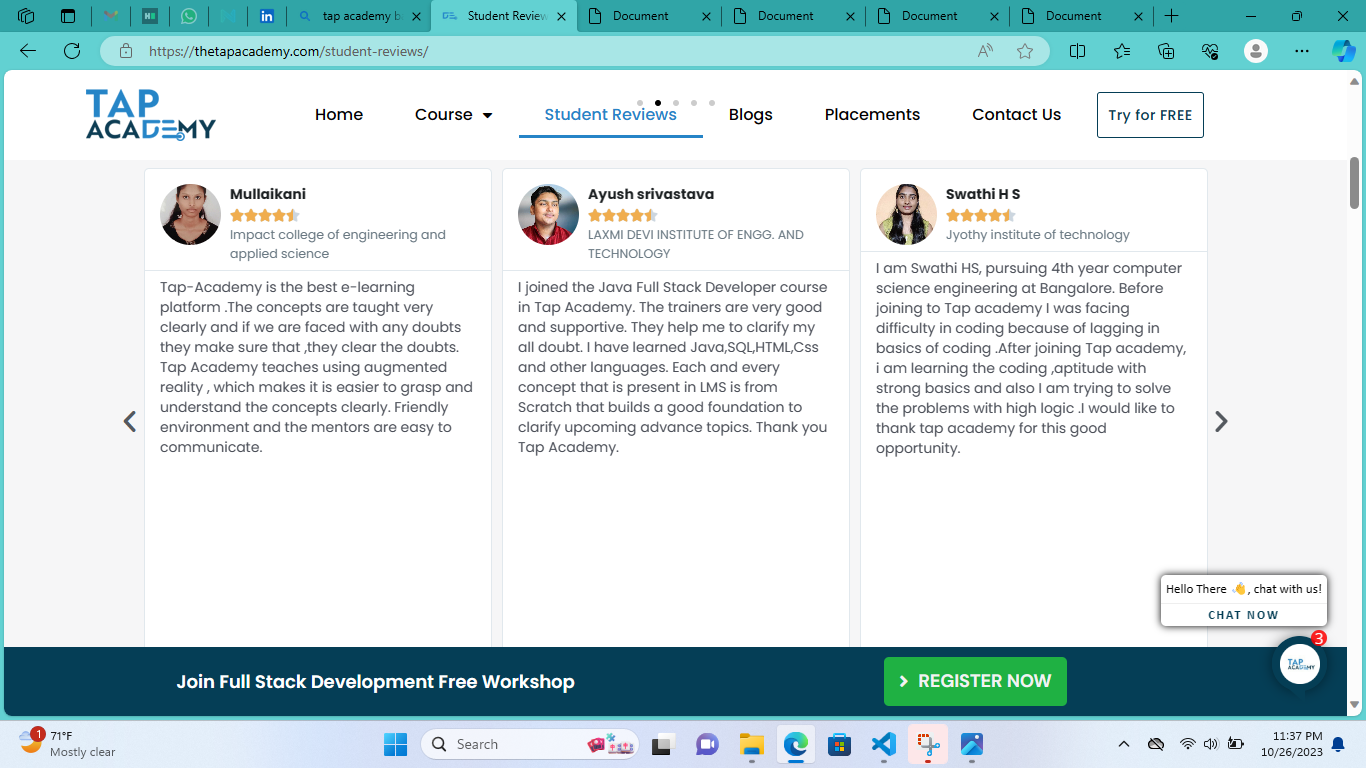 tap academy b
Student Review
Document
Document
Document
Document
https://thetapacademy.com/student-reviews/
TAP
ACADEMY
Home
Course
Student Reviews
Blogs
Placements
Contact Us
Try for FREE
Mullaikani
Impact college of engineering and
applied science
Tap-Academy is the best e-learning
platform .The concepts are taught very
clearly and if we are faced with any doubts
they make sure that ,they clear the doubts.
Tap Academy teaches using augmented
reality , which makes it is easier to grasp and
understand the concepts clearly. Friendly
environment and the mentors are easy to
communicate.
Ayush srivastava
LAXMI DEVI INSTITUTE OF ENGG. AND
TECHNOLOGY
I joined the Java Full Stack Developer course
in Tap Academy. The trainers are very good
and supportive. They help me to clarify my
all doubt. I have learned Java,SQL,HTML,Css
and other languages. Each and every
concept that is present in LMS is from
Scratch that builds a good foundation to
clarify upcoming advance topics. Thank you
Tap Academy.
Swathi H S
Jyothy institute of technology
I am Swathi HS, pursuing 4th year computer
science engineering at Bangalore. Before
joining to Tap academy I was facing
difficulty in coding because of lagging in
basics of coding .After joining Tap academy,
i am learning the coding ,aptitude with
strong basics and also I am trying to solve
the problems with high logic .I would like to
thank tap academy for this good
opportunity.
Hello There 👋, chat with us!
CHAT NOW
3
TAP
ACADEMY
Join Full Stack Development Free Workshop
REGISTER NOW
1
71°F
Mostly clear
Search
11:37 PM
10/26/2023